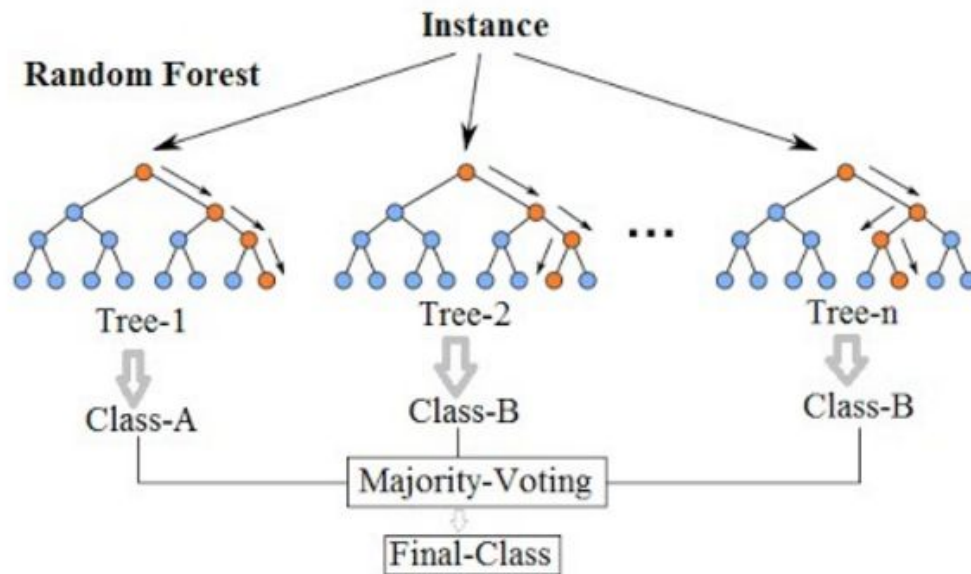 Instance
Random Forest
...
Tree-1
Tree-2
Tree-n
Class-A
Class-B
Class-B
Majority-Voting
Final-Class